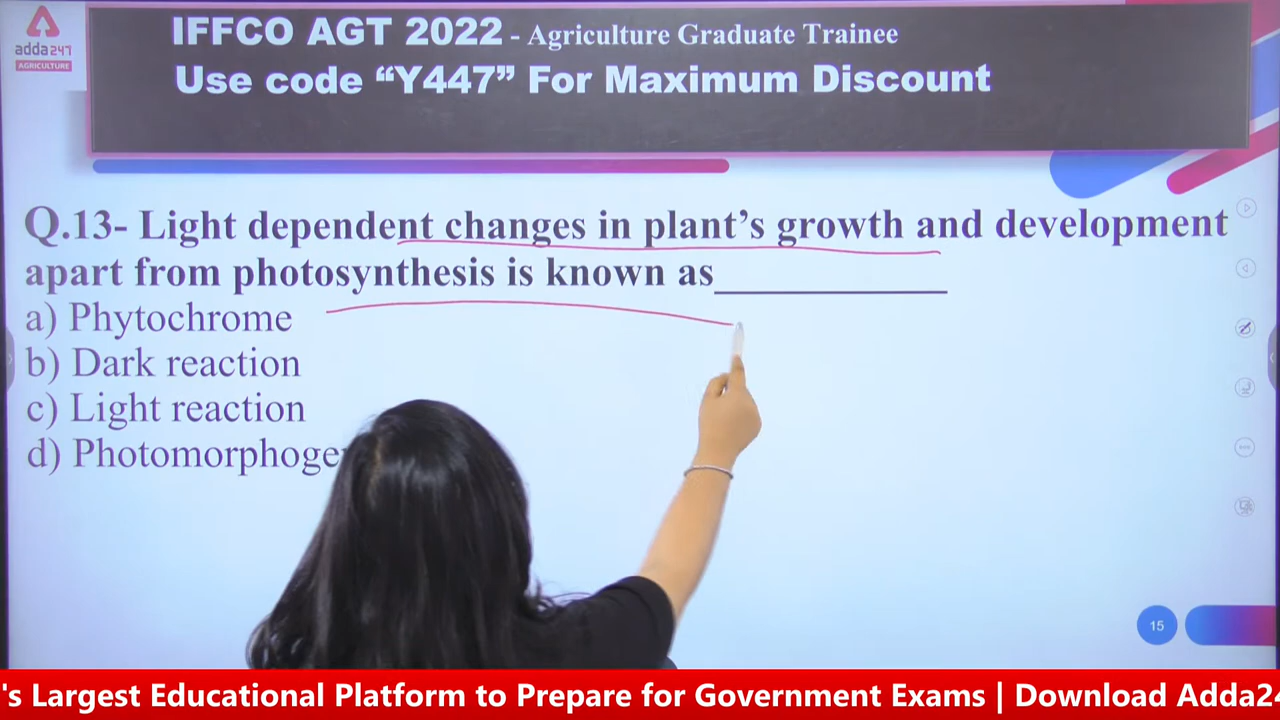 adda247
AGRICULTURE
IFFCO AGT 2022 - Agriculture Graduate Trainee
Use code “Y447” For Maximum Discount
Q.13- Light dependent changes in plant’s growth and development
apart from photosynthesis is known as____________
a) Phytochrome
b) Dark reaction
c) Light reaction
d)
15
's Largest Educational Platform to Prepare for Government Exams | Download